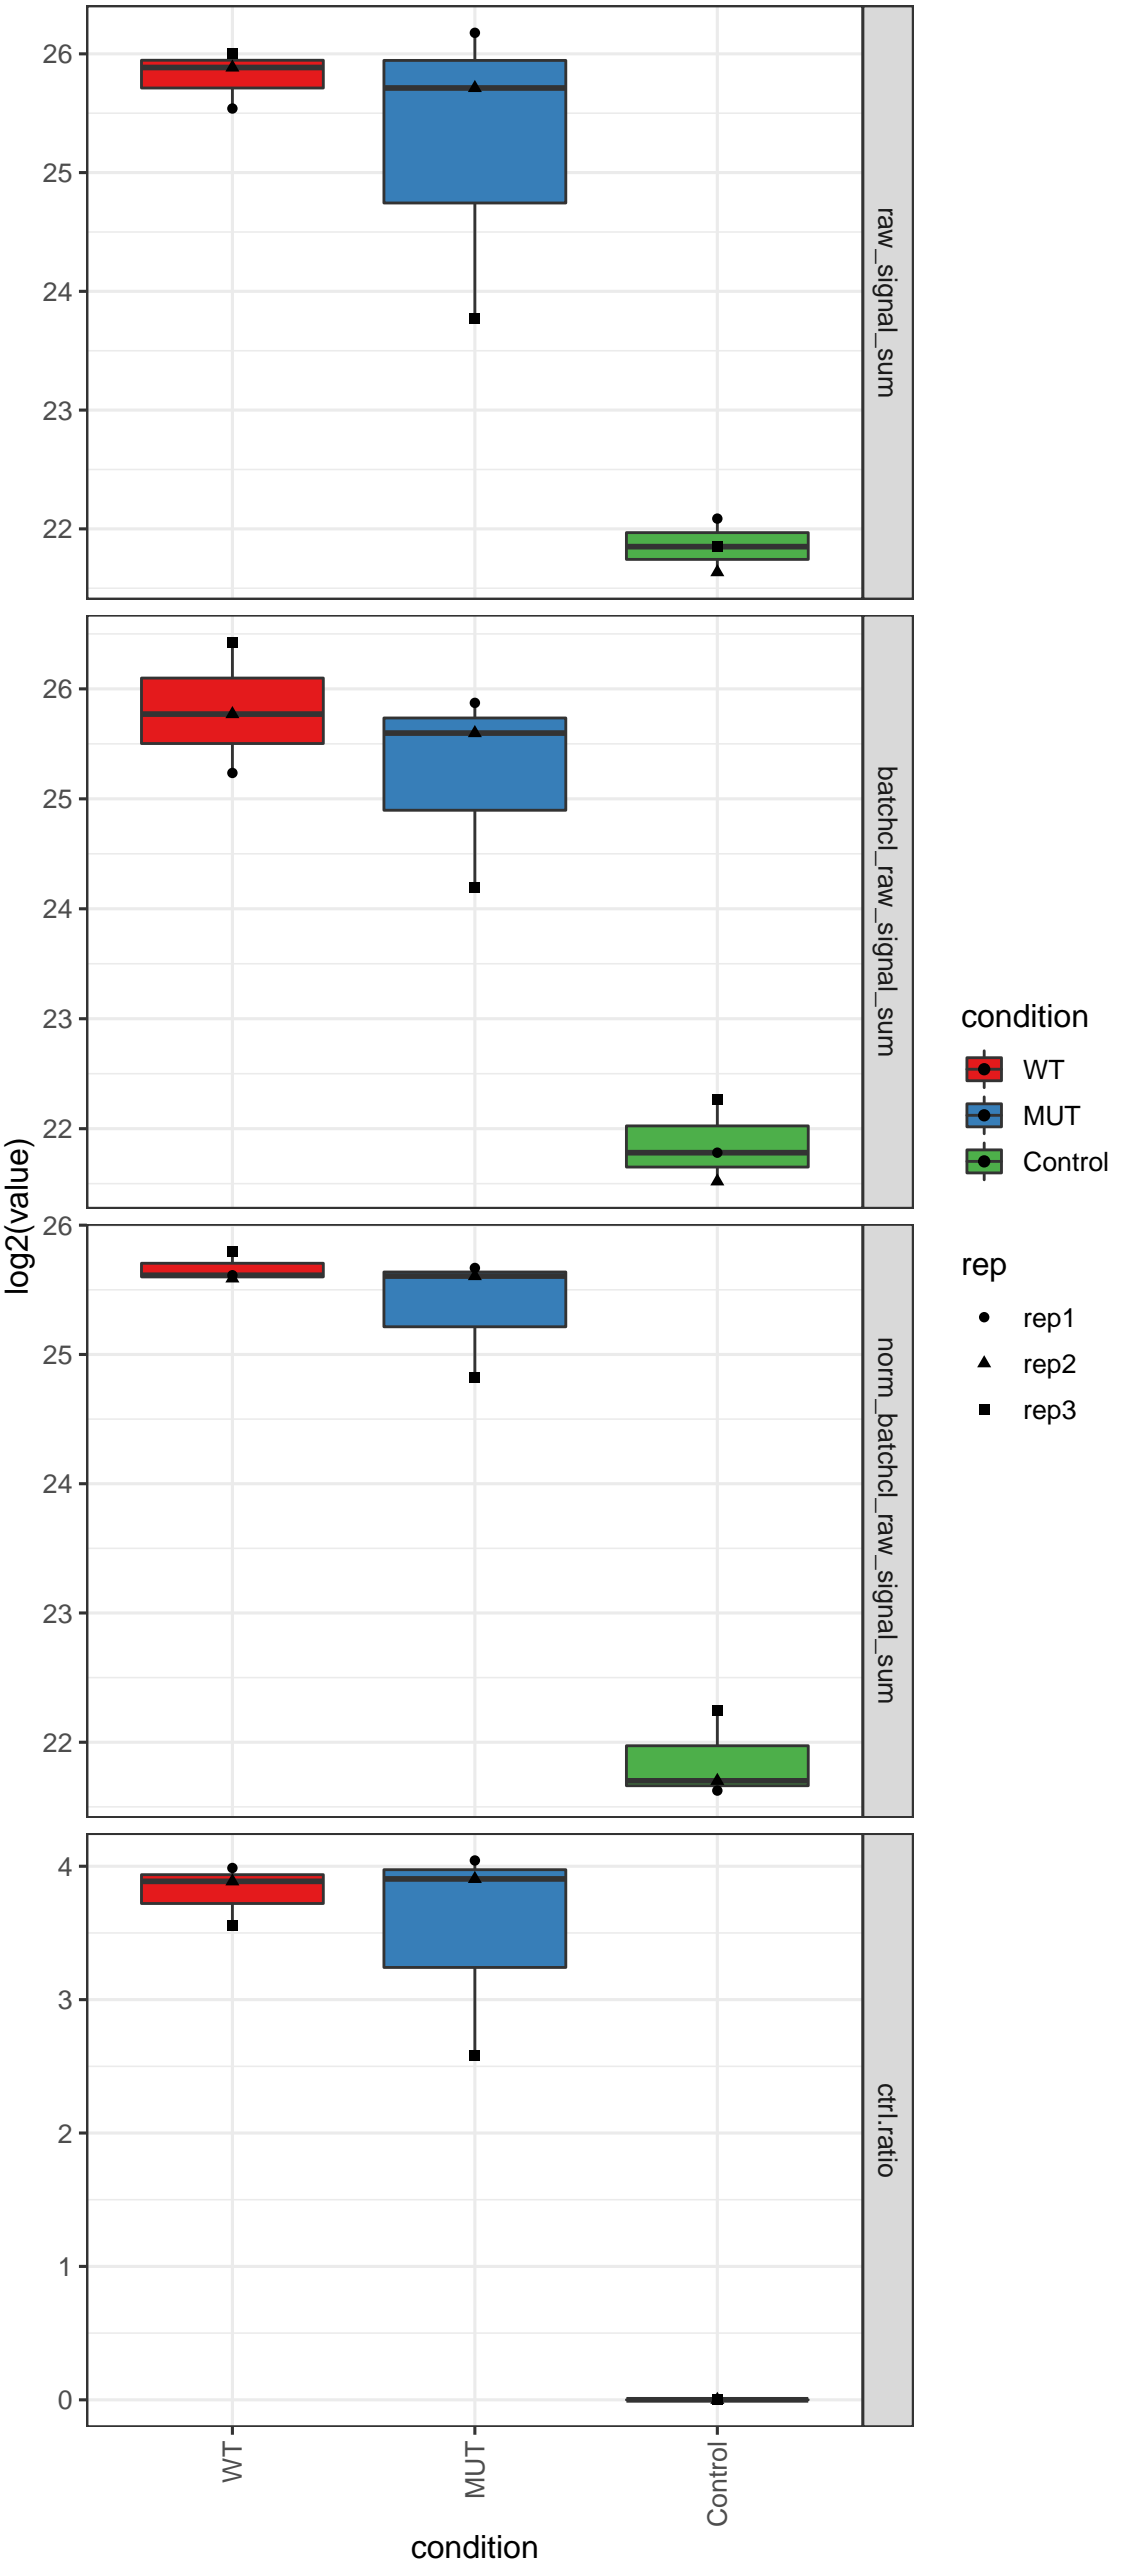 26
25
24
23
22
raw_signal_sum
26
25
24
23
22
batchcl_raw_signal_sum
26
25
24
23
22
norm_batchcl_raw_signal_sum
4
3
2
1
0
ctrl.ratio
log2(value)
WT
MUT
Control
condition
condition
WT
MUT
Control
rep
rep1
rep2
rep3